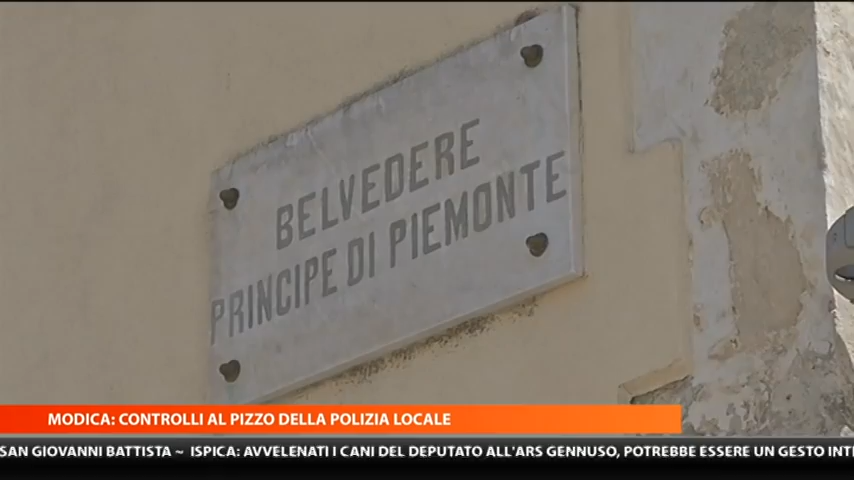 BELVEDERE
PRINCIPE DI PIEMONTE
MODICA: CONTROLLI AL PIZZO DELLA POLIZIA LOCALE
SAN GIOVANNI BATTISTA ~ ISPICA: AVVELENATI I CANI DEL DEPUTATO ALL'ARS GENNUSO, POTREBBE ESSERE UN GESTO INTI